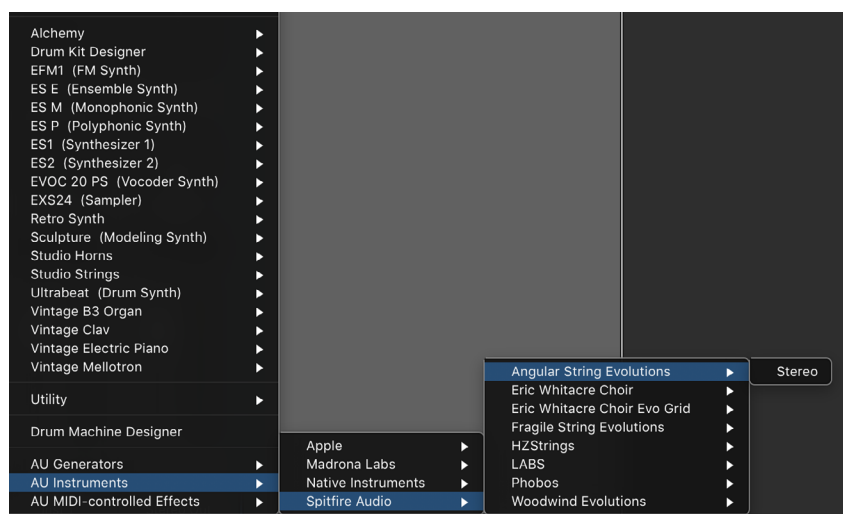 Alchemy
Drum Kit Designer
EFM1 (FM Synth)
ES E (Ensemble Synth)
ES M (Monophonic Synth)
ES P (Polyphonic Synth)
ES1 (Synthesizer 1)
ES2 (Synthesizer 2)
EVOC 20 PS (Vocoder Synth)
EXS24 (Sampler)
Retro Synth
Sculpture (Modeling Synth)
Studio Horns
Studio Strings
Ultrabeat (Drum Synth)
Vintage B3 Organ
Vintage Clav
Vintage Electric Piano
Vintage Mellotron
Utility
Drum Machine Designer
AU Generators
AU Instruments
AU MIDI-controlled Effects
Apple
Madrona Labs
Native Instruments
Spitfire Audio
Angular String Evolutions
Eric Whitacre Choir
Eric Whitacre Choir Evo Grid
Fragile String Evolutions
HZStrings
LABS
Phobos
Woodwind Evolutions
Stereo